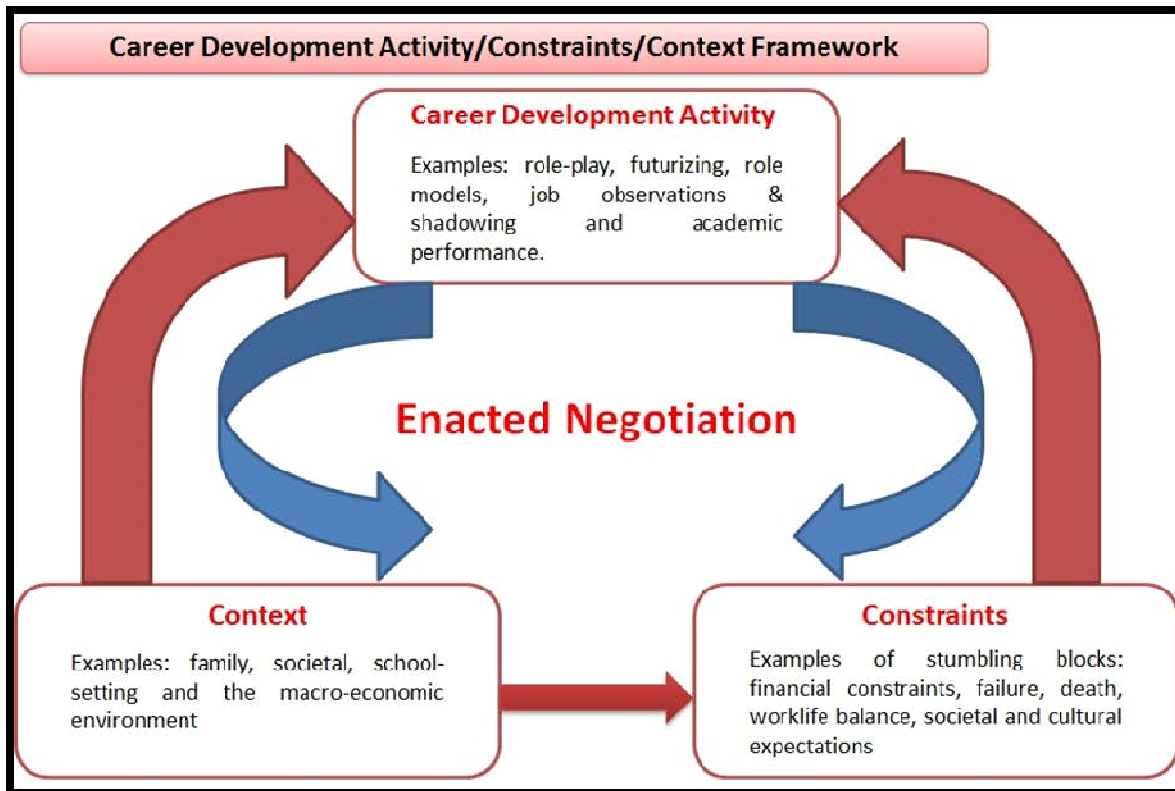 Career Development Activity/Constraints/Context Framework
Career Development Activity
Examples: role-play, futurizing, role
models, job observations &
shadowing and academic
performance.
Enacted Negotiation
Context
Examples: family, societal, school-
setting and the macro-economic
environment
Constraints
Examples of stumbling blocks:
financial constraints, failure, death,
worklife balance, societal and cultural
expectations